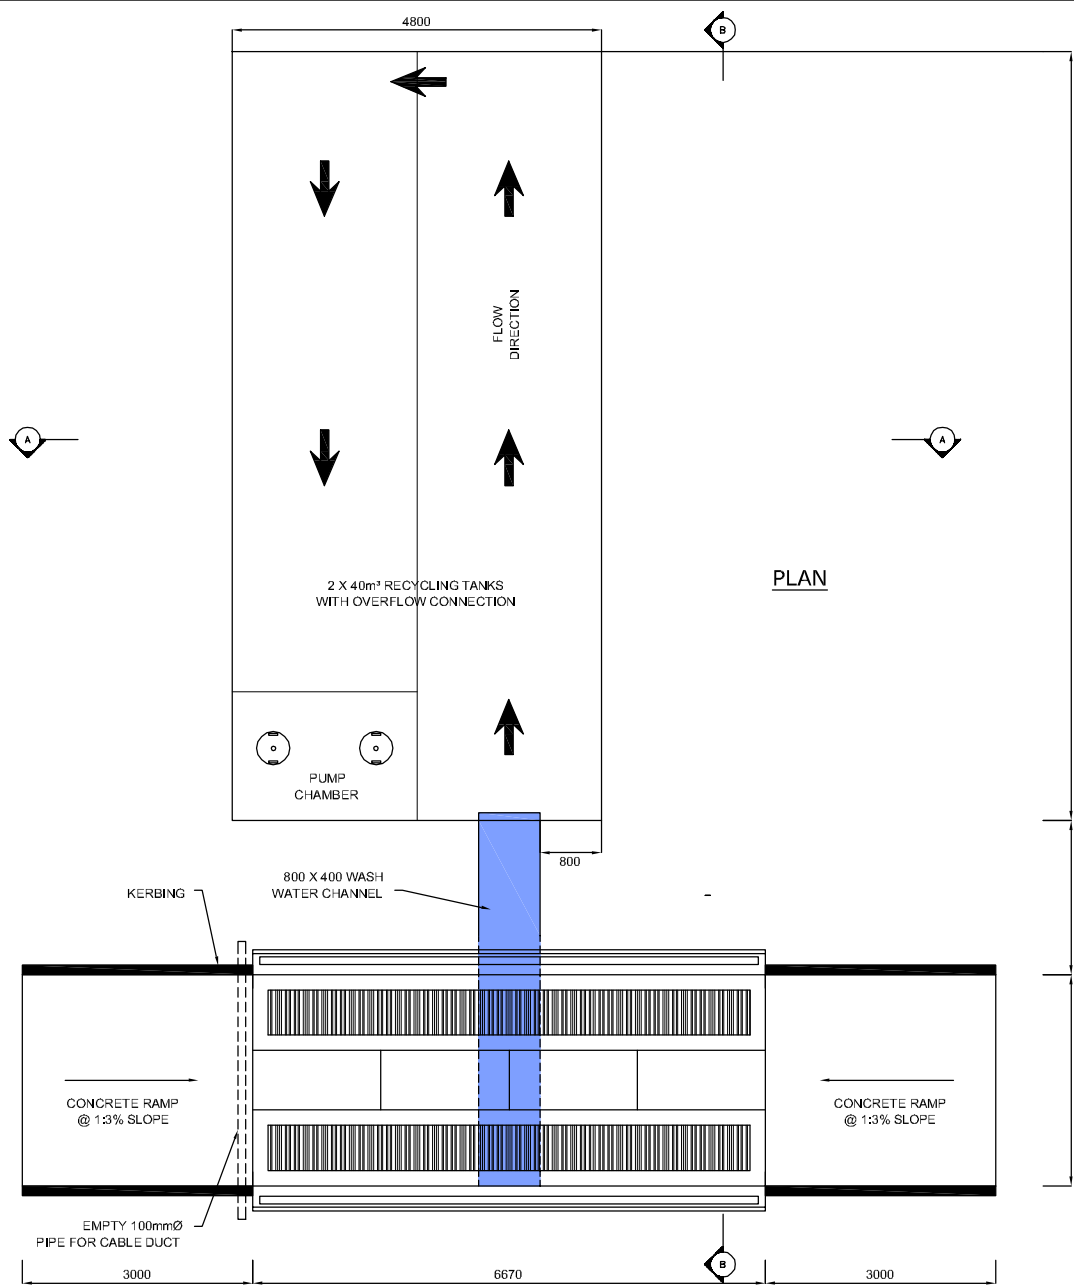 4800
B
FLOW
DIRECTION
A
A
2 X 40m³ RECYCLING TANKS
WITH OVERFLOW CONNECTION
PLAN
PUMP
CHAMBER
800
800 X 400 WASH
WATER CHANNEL
KERBING
CONCRETE RAMP
@ 1:3% SLOPE
CONCRETE RAMP
@ 1:3% SLOPE
EMPTY 100mmØ
PIPE FOR CABLE DUCT
B
3000
6670
3000